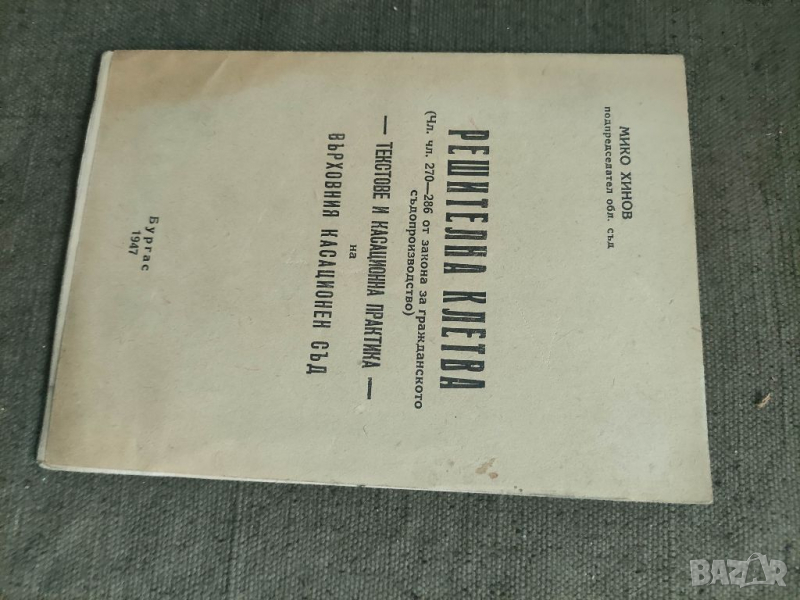 МИКО ХИНОВ
подпредседател обл. съд
РЕШИТЕЛНА КЛЕТВА
(Чл. чл. 270—286 от закона за гражданското
съдопроизводство)
— ТЕКСТОВЕ И КАСАЦИОННА ПРАКТИКА —
на
ВЪРХОВНИЯ КАСАЦИОНЕН СЪД
Бургас
1947
BAZAR